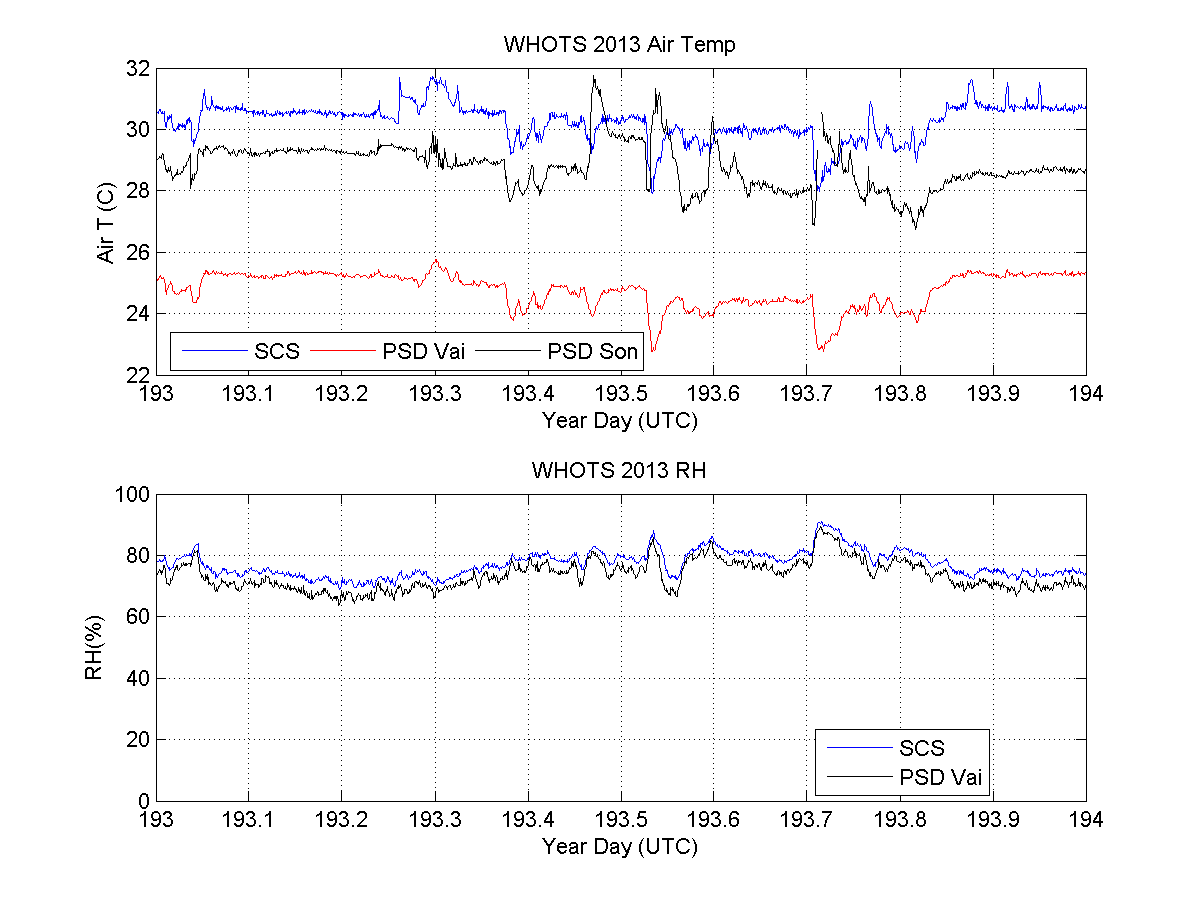 WHOTS 2013 Air Temp
32
30
28
26
24
22
Air T (C)
SCS PSD Vai PSD Son
193 193.1 193.2 193.3 193.4 193.5 193.6 193.7 193.8 193.9 194
Year Day (UTC)
WHOTS 2013 RH
100
80
60
40
20
0
RH(%)
SCS
PSD Vai
193 193.1 193.2 193.3 193.4 193.5 193.6 193.7 193.8 193.9 194
Year Day (UTC)